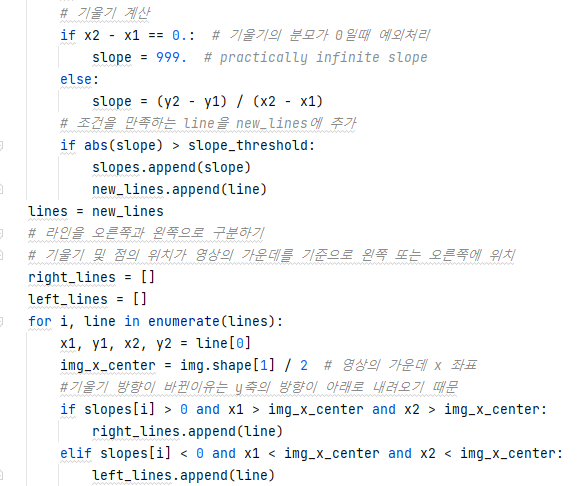 # 기울기 계산
if x2 - x1 == 0.:  # 기울기의 분모가 0일때 예외처리
slope = 999.  # practically infinite slope
else:
slope = (y2 - y1) / (x2 - x1)
# 조건을 만족하는 line을 new_lines에 추가
if abs(slope) > slope_threshold:
slopes.append(slope)
new_lines.append(line)
lines = new_lines
# 라인을 오른쪽과 왼쪽으로 구분하기
# 기울기 및 점의 위치가 영상의 가운데를 기준으로 왼쪽 또는 오른쪽에 위치
right_lines = []
left_lines = []
for i, line in enumerate(lines):
x1, y1, x2, y2 = line[0]
img_x_center = img.shape[1] / 2  # 영상의 가운데 x 좌표
#기울기 방향이 바뀐이유는 y축의 방향이 아래로 내려오기 때문
if slopes[i] > 0 and x1 > img_x_center and x2 > img_x_center:
right_lines.append(line)
elif slopes[i] < 0 and x1 < img_x_center and x2 < img_x_center:
left_lines.append(line)